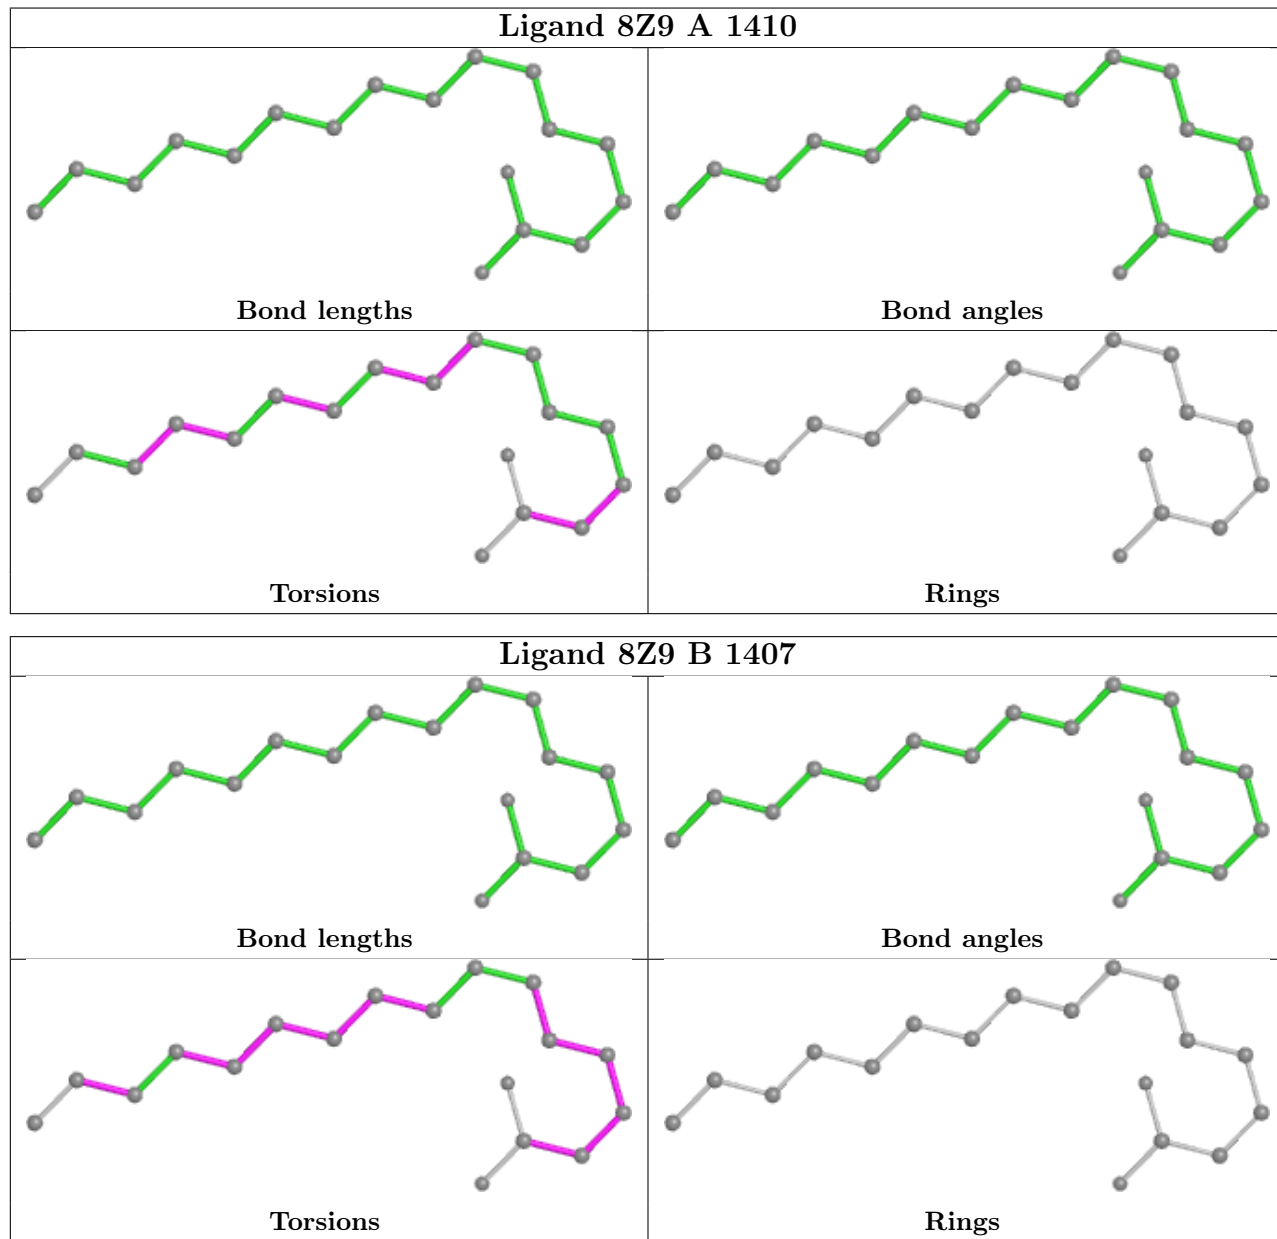 Ligand 8Z9 A 1410
Bond lengths
Bond angles
Torsions
Rings
Ligand 8Z9 B 1407
Bond lengths
Bond angles
Torsions
Rings